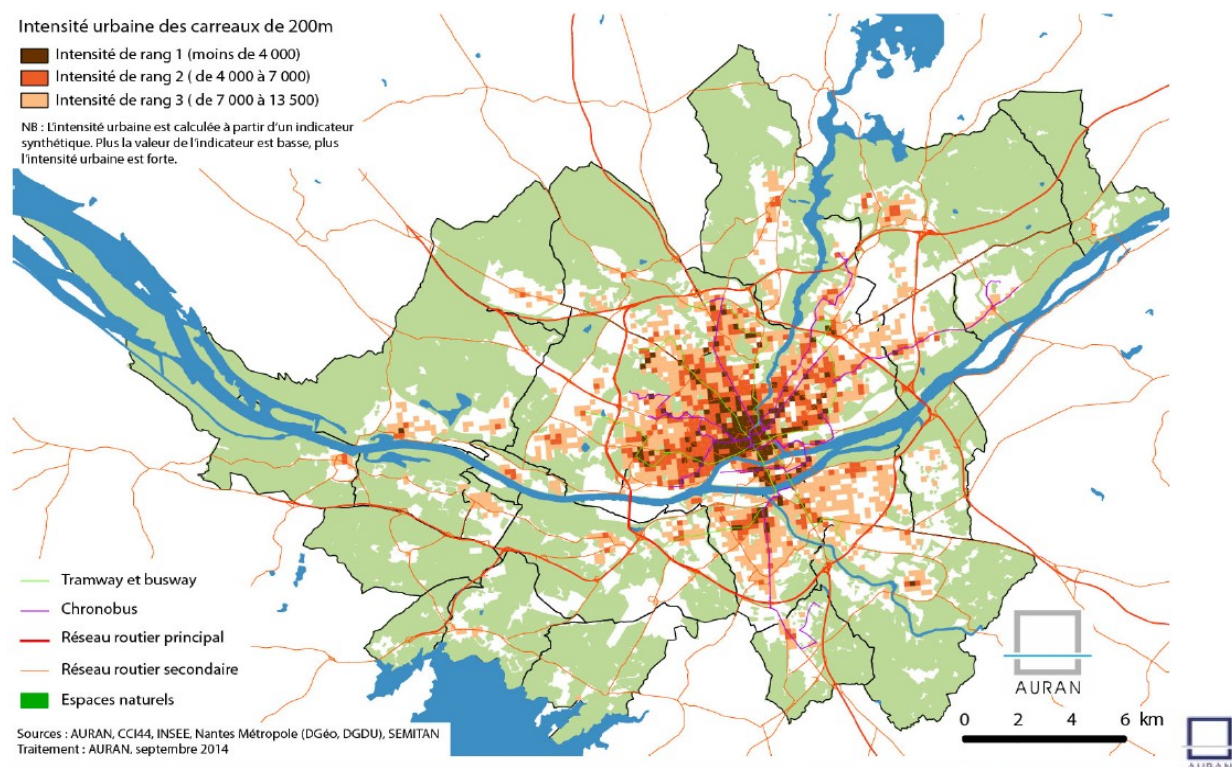 Intensité urbaine des carreaux de 200m
Intensité de rang 1 (moins de 4 000)
Intensité de rang 2 ( de 4 000 à 7 000)
Intensité de rang 3 ( de 7 000 à 13 500)
NB : L'intensité urbaine est calculée à partir d'un indicateur
synthétique. Plus la valeur de l'indicateur est basse, plus
l'intensité urbaine est forte.
Tramway et busway
Chronobus
Réseau routier principal
Réseau routier secondaire
Espaces naturels
Sources : AURAN, CCI44, INSEE, Nantes Métropole (DGéo, DGDU), SEMITAN
Traitement : AURAN, septembre 2014
AURAN
0 2 4 6 km
AURAN